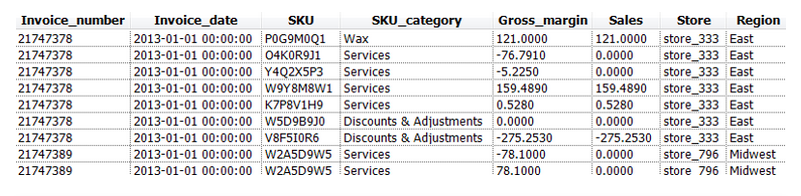 Invoice_number Invoice_date SKU SKU_category Gross_margin Sales Store Region
21747378 2013-01-01 00:00:00 P0G9M0Q1 Wax 121.0000 121.0000 store_333 East
21747378 2013-01-01 00:00:00 O4K0R9J1 Services -76.7910 0.0000 store_333 East
21747378 2013-01-01 00:00:00 Y4Q2X5P3 Services -5.2250 0.0000 store_333 East
21747378 2013-01-01 00:00:00 W9Y8M8W1 Services 159.4890 159.4890 store_333 East
21747378 2013-01-01 00:00:00 K7P8V1H9 Services 0.5280 0.5280 store_333 East
21747378 2013-01-01 00:00:00 W5D9B9J0 Discounts & Adjustments 0.0000 0.0000 store_333 East
21747378 2013-01-01 00:00:00 V8F5I0R6 Discounts & Adjustments -275.2530 -275.2530 store_333 East
21747389 2013-01-01 00:00:00 W2A5D9W5 Services -78.1000 0.0000 store_796 Midwest
21747389 2013-01-01 00:00:00 W2A5D9W5 Services 78.1000 0.0000 store_796 Midwest